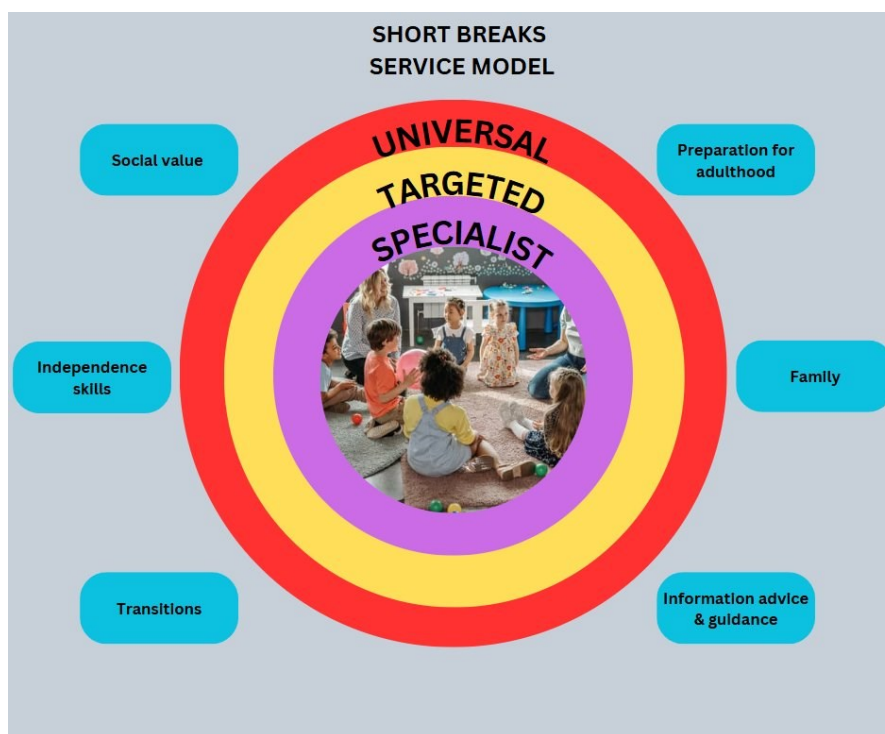 SHORT BREAKS
SERVICE MODEL
UNIVERSAL
TARGETED
SPECIALIST
Social value
Preparation for
adulthood
Independence
skills
Family
Transitions
Information advice
& guidance